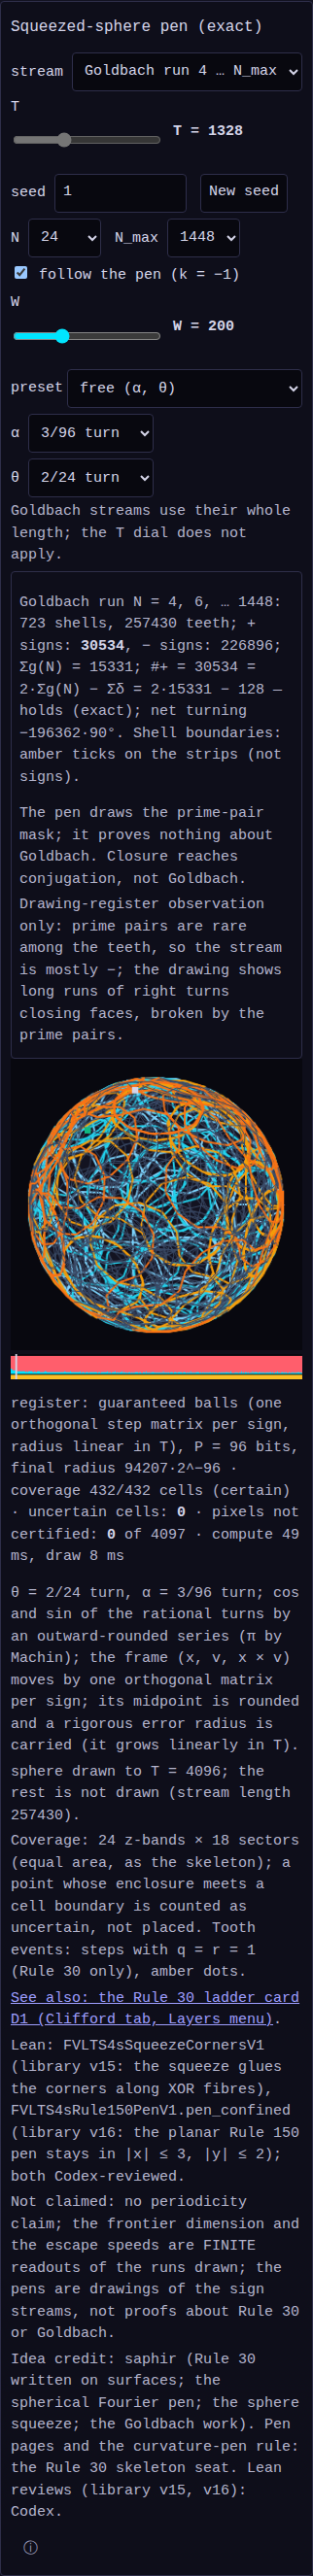 Squeezed-sphere pen (exact)
stream Goldbach run 4 … N_max
T
T = 1328
seed 1 New seed
N 24 N_max 1448
follow the pen (k = −1)
W
W = 200
preset free (α, θ)
α 3/96 turn
θ 2/24 turn
Goldbach streams use their whole
length; the T dial does not
apply.
Goldbach run N = 4, 6, … 1448:
723 shells, 257430 teeth; +
signs: 30534, − signs: 226896;
Σg(N) = 15331; #+ = 30534 =
2·Σg(N) − Σδ = 2·15331 − 128 —
holds (exact); net turning
−196362·90°. Shell boundaries:
amber ticks on the strips (not
signs).
The pen draws the prime-pair
mask; it proves nothing about
Goldbach. Closure reaches
conjugation, not Goldbach.
Drawing-register observation
only: prime pairs are rare
among the teeth, so the stream
is mostly −; the drawing shows
long runs of right turns
closing faces, broken by the
prime pairs.
register: guaranteed balls (one
orthogonal step matrix per sign,
radius linear in T), P = 96 bits,
final radius 94207·2^−96 ·
coverage 432/432 cells (certain)
· uncertain cells: 0 · pixels not
certified: 0 of 4097 · compute 49
ms, draw 8 ms
θ = 2/24 turn, α = 3/96 turn; cos
and sin of the rational turns by
an outward-rounded series (π by
Machin); the frame (x, v, x × v)
moves by one orthogonal matrix
per sign; its midpoint is rounded
and a rigorous error radius is
carried (it grows linearly in T).
sphere drawn to T = 4096; the
rest is not drawn (stream length
257430).
Coverage: 24 z-bands × 18 sectors
(equal area, as the skeleton); a
point whose enclosure meets a
cell boundary is counted as
uncertain, not placed. Tooth
events: steps with q = r = 1
(Rule 30 only), amber dots.
See also: the Rule 30 ladder card
D1 (Clifford tab, Layers menu).
Lean: FVLTS4sSqueezeCornersV1
(library v15: the squeeze glues
the corners along XOR fibres),
FVLTS4sRule150PenV1.pen_confined
(library v16: the planar Rule 150
pen stays in |x| ≤ 3, |y| ≤ 2);
both Codex-reviewed.
Not claimed: no periodicity
claim; the frontier dimension and
the escape speeds are FINITE
readouts of the runs drawn; the
pens are drawings of the sign
streams, not proofs about Rule 30
or Goldbach.
Idea credit: saphir (Rule 30
written on surfaces; the
spherical Fourier pen; the sphere
squeeze; the Goldbach work). Pen
pages and the curvature-pen rule:
the Rule 30 skeleton seat. Lean
reviews (library v15, v16):
Codex.
ⓘ